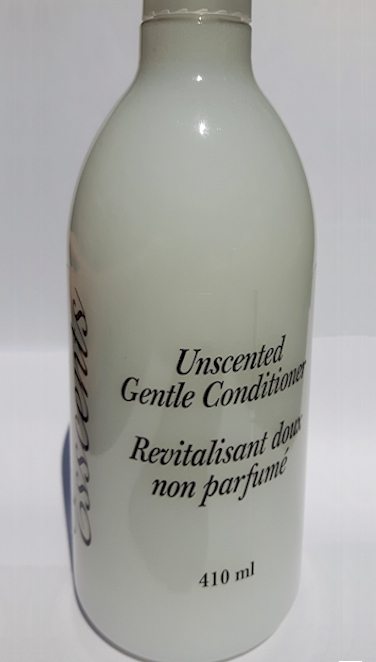 Unscented
Gentle Conditioner
Revitalisant doux
non parfumé
410 ml